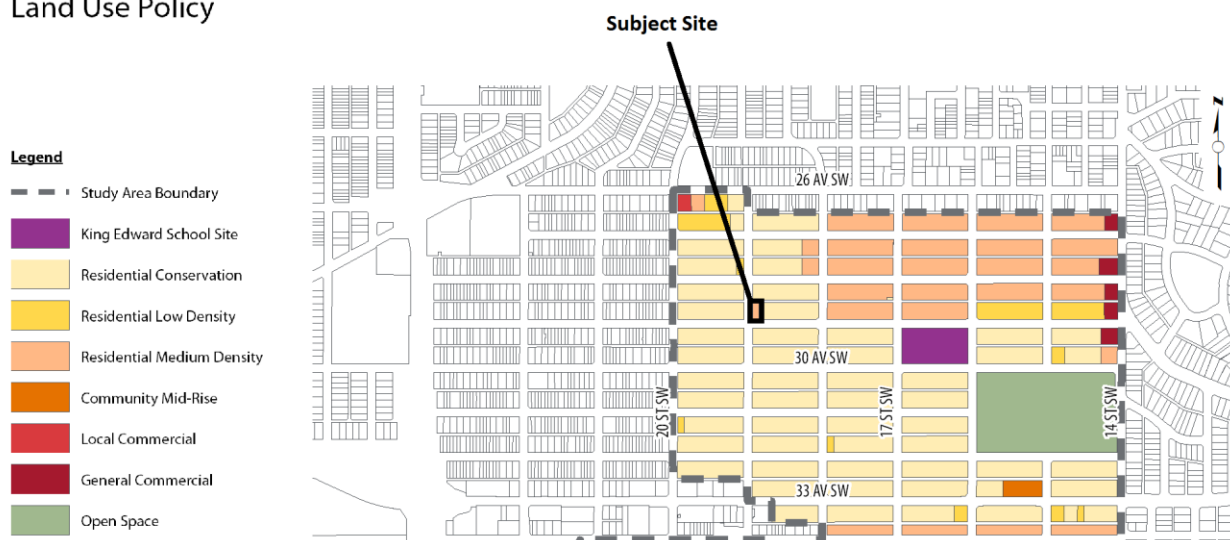 Land Use Policy
Subject Site
Legend
Study Area Boundary
King Edward School Site
Residential Conservation
Residential Low Density
Residential Medium Density
Community Mid-Rise
Local Commercial
General Commercial
Open Space
26 AV SW
30 AV SW
20 ST SW
17 ST SW
14 ST SW
33 AV SW
N